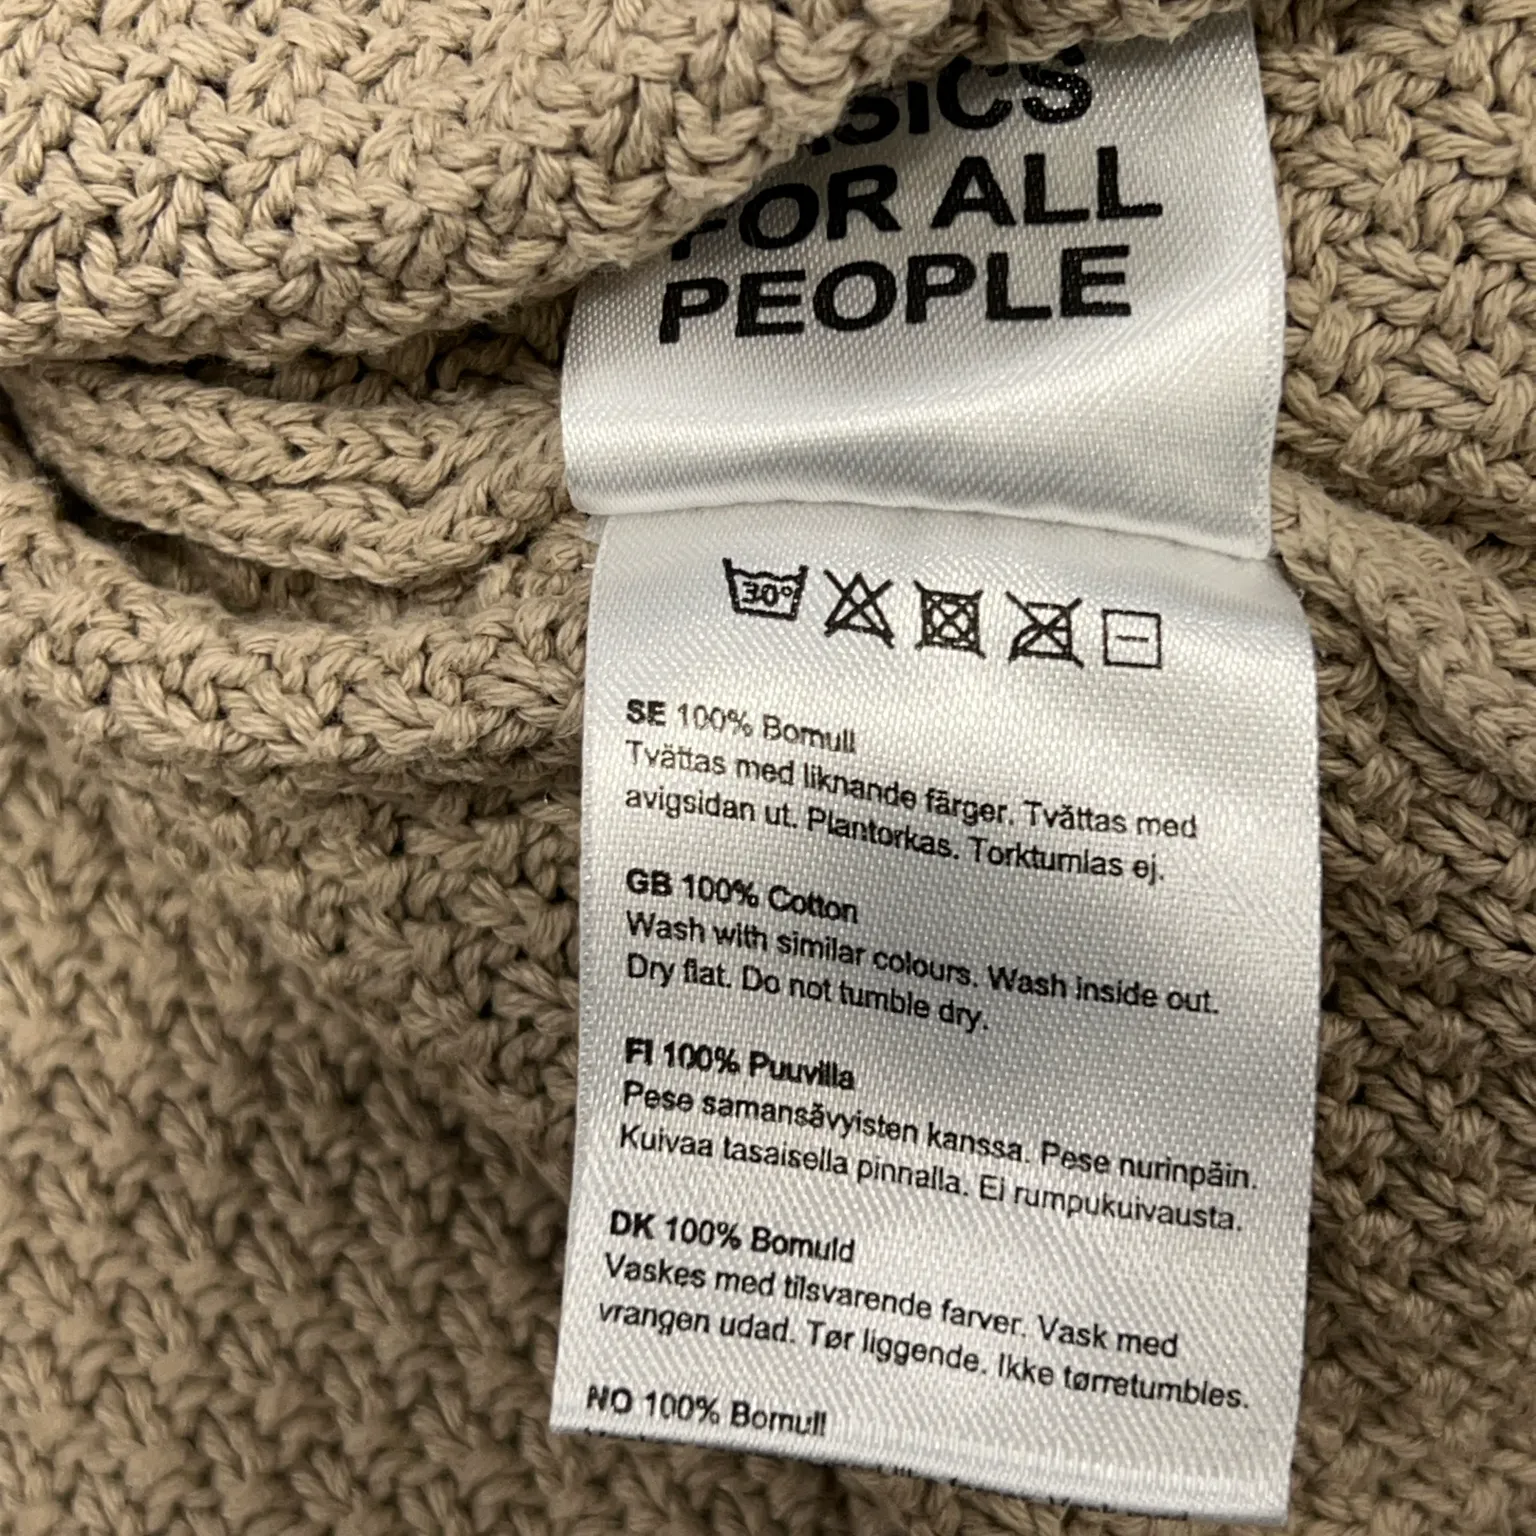 FOR ALL
PEOPLE
30°
SE 100% Bomull
Tvättas med liknande färger. Tvättas med
avigsidan ut. Plantorkas. Torktumlas ej.
GB 100% Cotton
Wash with similar colours. Wash inside out.
Dry flat. Do not tumble dry.
FI 100% Puuvilla
Pese samansävyisten kanssa. Pese nurinpäin.
Kuivaa tasaisella pinnalla. Ei rumpukuivausta.
DK 100% Bomuld
Vaskes med tilsvarende farver. Vask med
vrangen udad. Tør liggende. Ikke tørretumbles.
NO 100% Bomull